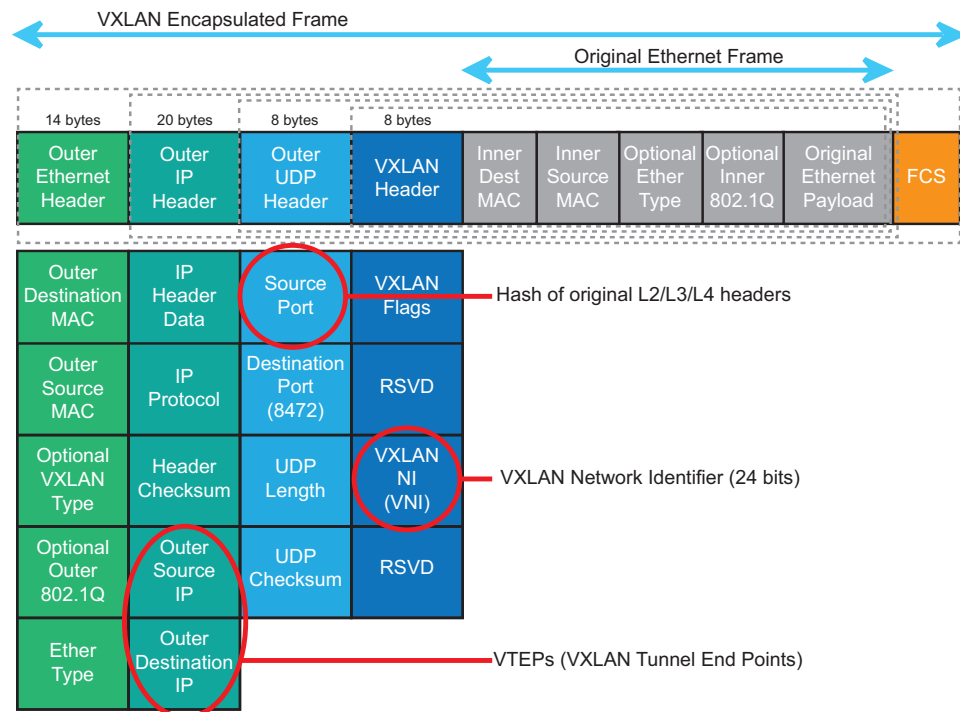 VXLAN Encapsulated Frame
Original Ethernet Frame
14 bytes
20 bytes
8 bytes
8 bytes
Outer
Ethernet
Header
Outer
IP
Header
Outer
UDP
Header
VXLAN
Header
Inner
Dest
MAC
Inner
Source
MAC
Optional
Ether
Type
Optional
Inner
802.1Q
Original
Ethernet
Payload
FCS
Outer
Destination
MAC
IP
Header
Data
Source
Port
VXLAN
Flags
Hash of original L2/L3/L4 headers
Outer
Source
MAC
IP
Protocol
Destination
Port
(8472)
RSVD
Optional
VXLAN
Type
Header
Checksum
UDP
Length
VXLAN
NI
(VNI)
VXLAN Network Identifier (24 bits)
Optional
Outer
802.1Q
Outer
Source
IP
UDP
Checksum
RSVD
Ether
Type
Outer
Destination
IP
VTEPs (VXLAN Tunnel End Points)